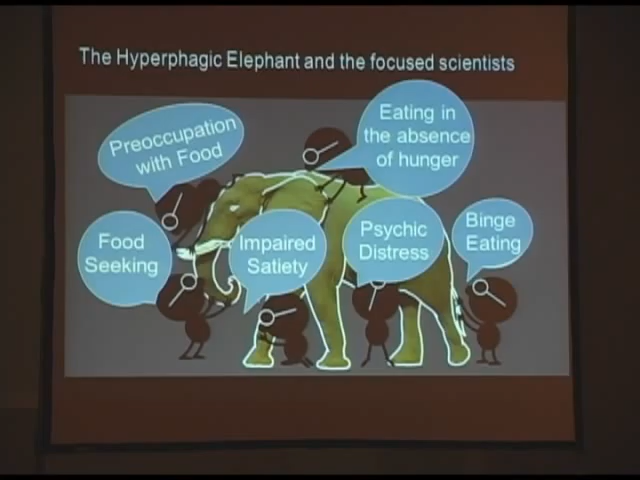 The Hyperphagic Elephant and the focused scientists
Preoccupation
with Food
Eating in
the absence
of hunger
Food
Seeking
Impaired
Satiety
Psychic
Distress
Binge
Eating